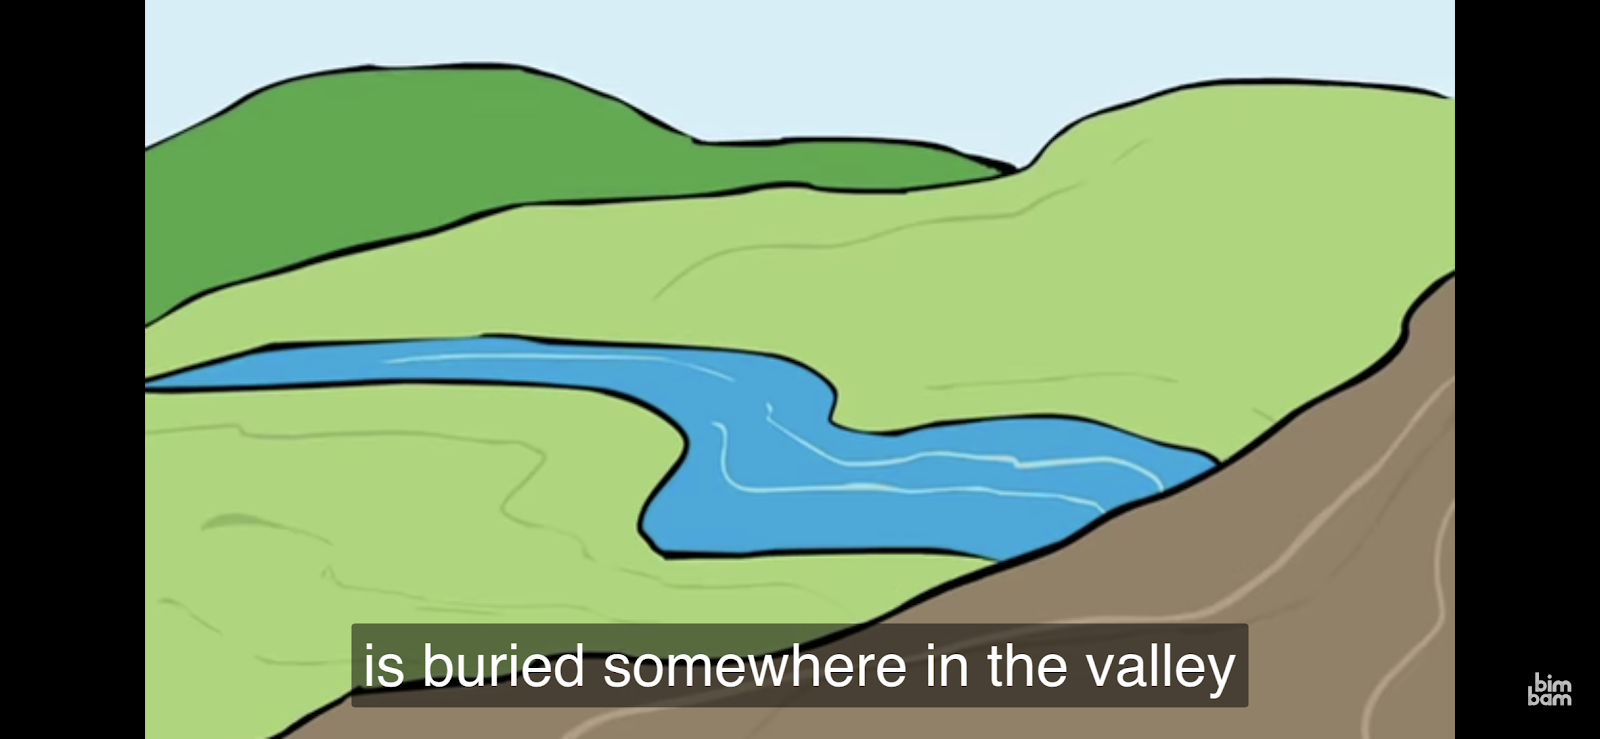 is buried somewhere in the valley
bim
bam